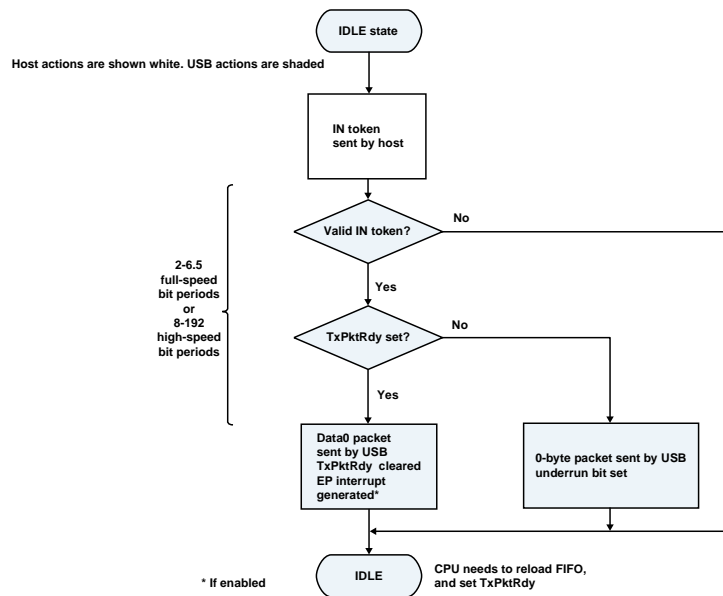 IDLE state
Host actions are shown white. USB actions are shaded
IN token
sent by host
Valid IN token?
No
Yes
2-6.5
full-speed
bit periods
or
8-192
high-speed
bit periods
TxPktRdy set?
No
Yes
Data0 packet
sent by USB
TxPktRdy cleared
EP interrupt
generated*
0-byte packet sent by USB
underrun bit set
* If enabled
IDLE
CPU needs to reload FIFO,
and set TxPktRdy